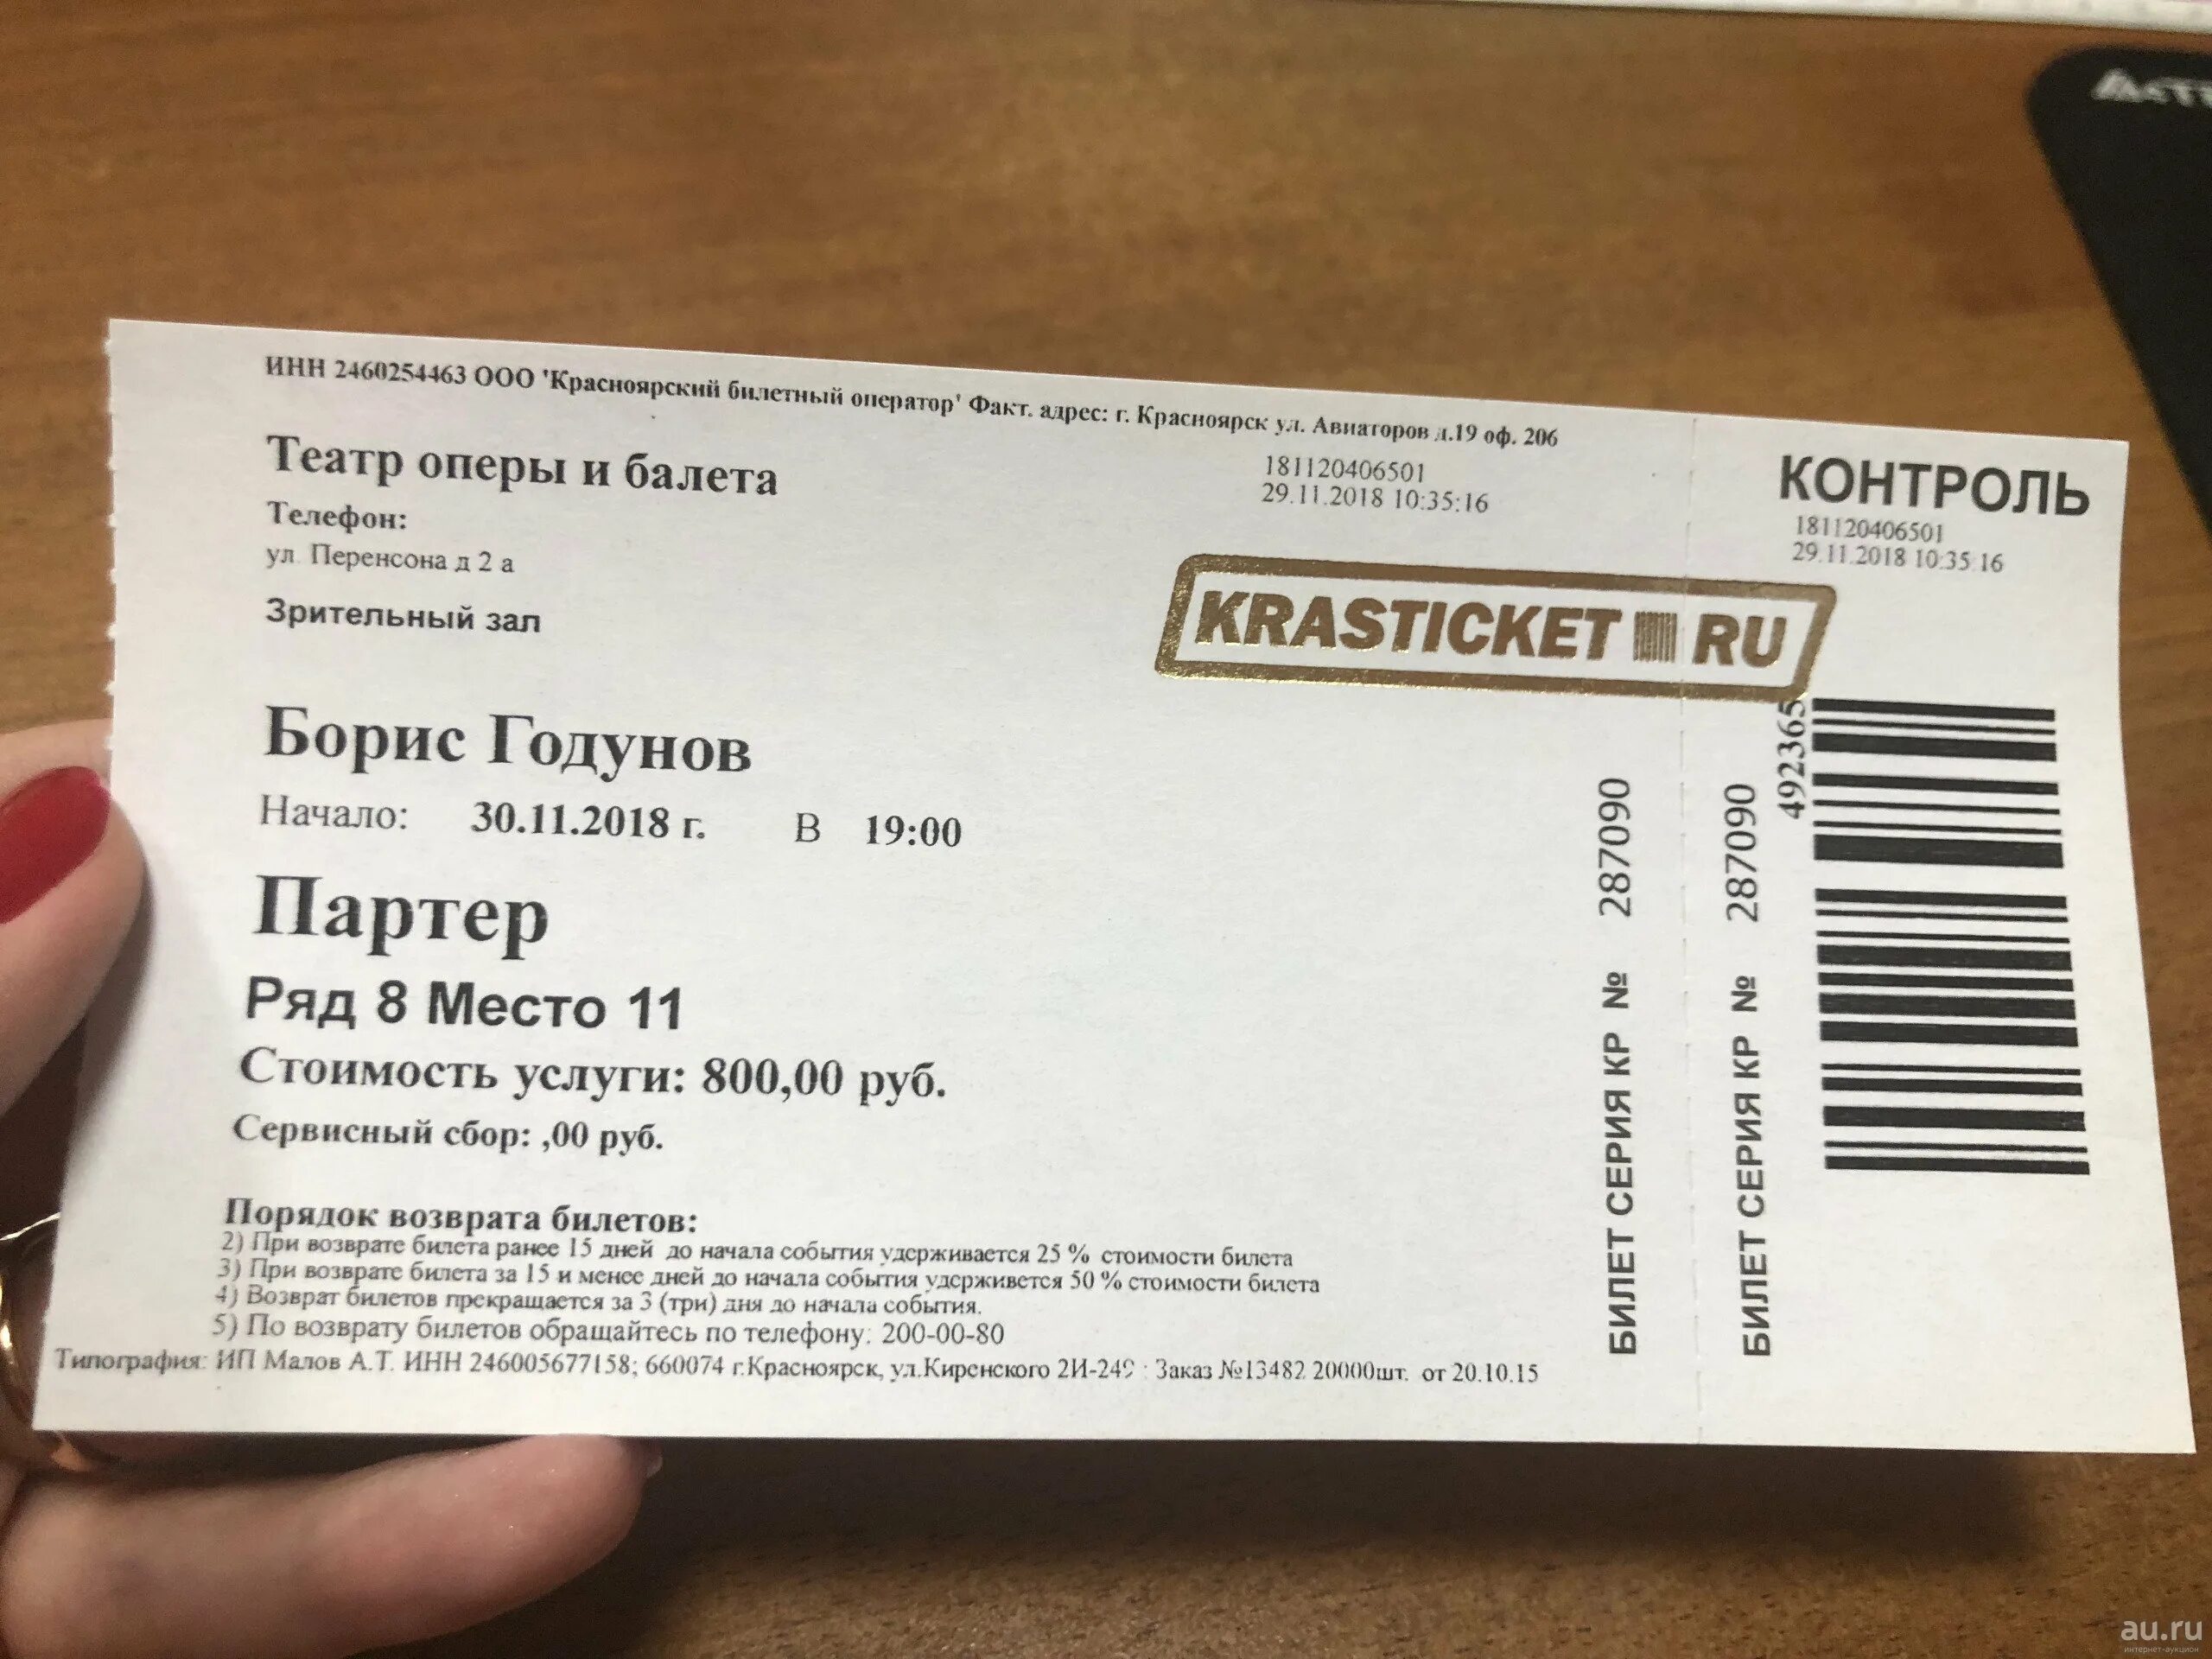 ИНН 2460254463 ООО 'Красноярский билетный оператор' Факт. адрес: г. Красноярск ул. Авиаторов д.19 оф. 206
Театр оперы и балета
Телефон:
ул. Перенсона д 2 а
Зрительный зал
181120406501
29.11.2018 10:35:16
КОНТРОЛЬ
181120406501
29.11.2018 10:35:16
KRASTICKET RU
Борис Годунов
Начало: 30.11.2018 г. В 19:00
Партер
Ряд 8 Место 11
Стоимость услуги: 800,00 руб.
Сервисный сбор: ,00 руб.
Порядок возврата билетов:
2) При возврате билета ранее 15 дней до начала события удерживается 25 % стоимости билета
3) При возврате билета за 15 и менее дней до начала события удерживется 50 % стоимости билета
4) Возврат билетов прекращается за 3 (три) дня до начала события.
5) По возврату билетов обращайтесь по телефону: 200-00-80
Типография: ИП Малов А.Т. ИНН 246005677158; 660074 г.Красноярск, ул.Киренского 2И-249 : Заказ №13482 20000шт. от 20.10.15
БИЛЕТ СЕРИЯ КР № 287090
БИЛЕТ СЕРИЯ КР № 287090
492365
au.ru
интернет-аукцион